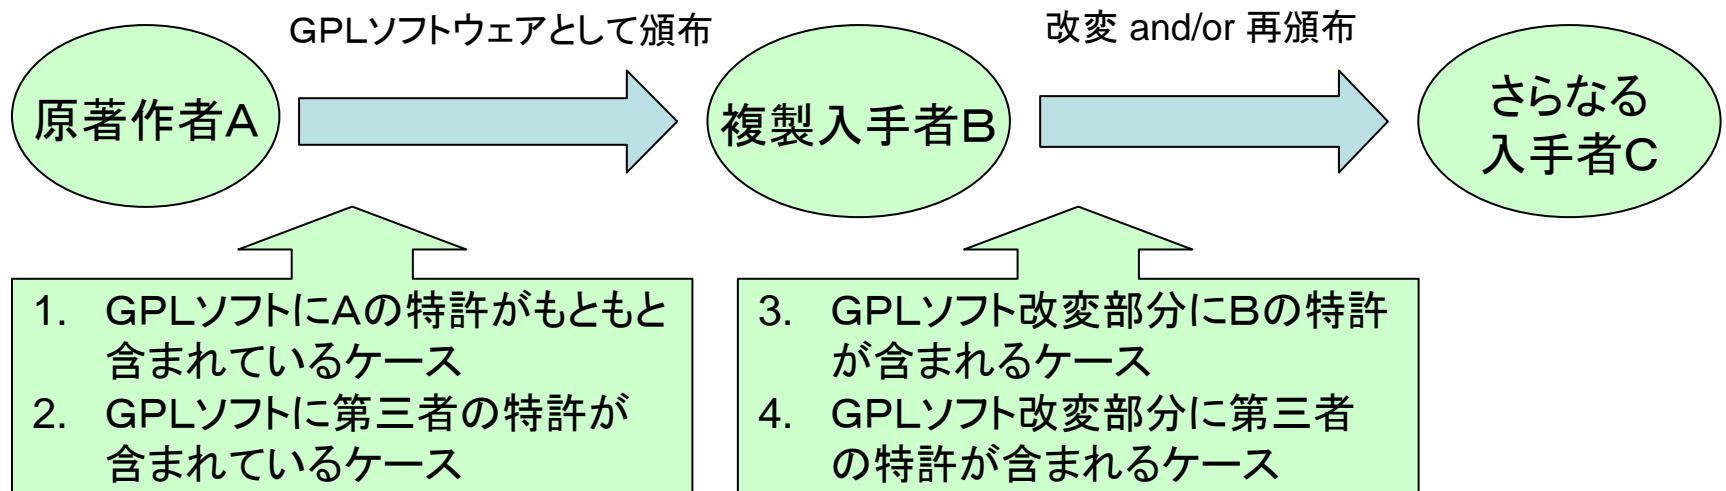 GPLソフトウェアとして頒布
改変 and/or 再頒布
原著作者A
複製入手者B
さらなる
入手者C
1. GPLソフトにAの特許がもともと
含まれているケース
2. GPLソフトに第三者の特許が
含まれているケース
3. GPLソフト改変部分にBの特許
が含まれるケース
4. GPLソフト改変部分に第三者
の特許が含まれるケース